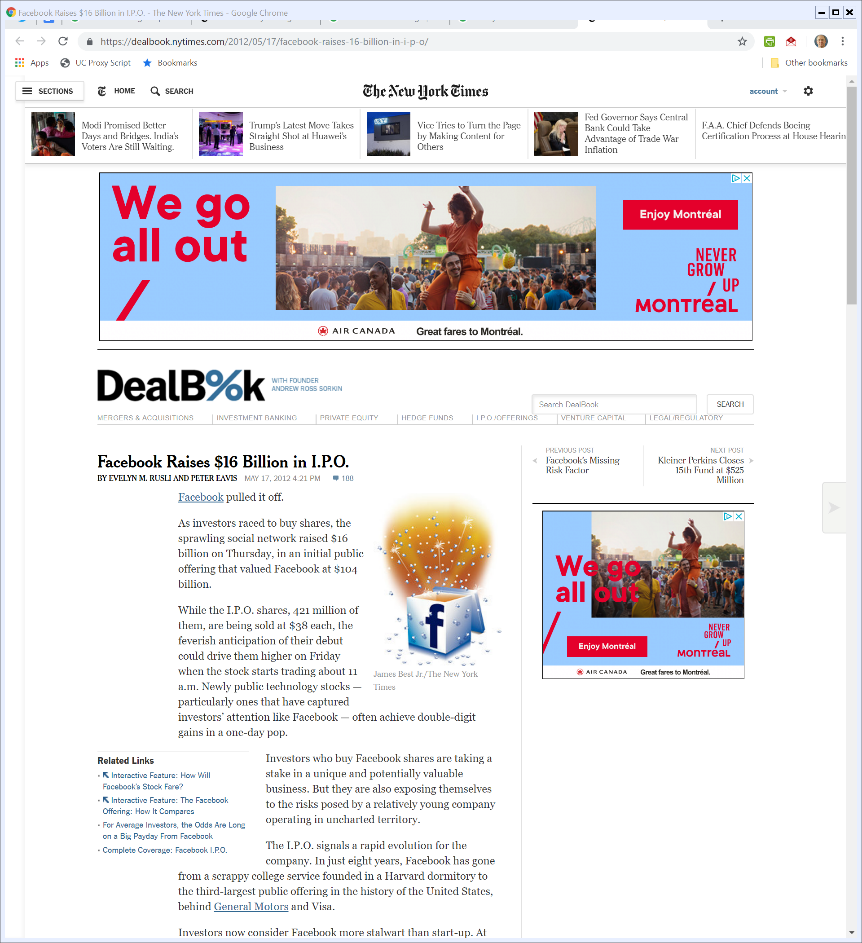 Facebook Raises $16 Billion in I.P.O. - The New York Times - Google Chrome
https://dealbook.nytimes.com/2012/05/17/facebook-raises-16-billion-in-i-p-o/
Apps UC Proxy Script Bookmarks Other bookmarks
SECTIONS HOME SEARCH The New York Times account
Modi Promised Better
Days and Bridges. India's
Voters Are Still Waiting.
Trump's Latest Move Takes
Straight Shot at Huawei's
Business
Vice Tries to Turn the Page
by Making Content for
Others
Fed Governor Says Central
Bank Could Take
Advantage of Trade War
Inflation
F.A.A. Chief Defends Boeing
Certification Process at House Hearin
We go
all out
Enjoy Montréal
NEVER
GROW
/ UP
MONTRéAL
AIR CANADA Great fares to Montréal.
DealB%k
WITH FOUNDER
ANDREW ROSS SORKIN
Search DealBook SEARCH
MERGERS & ACQUISITIONS INVESTMENT BANKING PRIVATE EQUITY HEDGE FUNDS I.P.O./OFFERINGS VENTURE CAPITAL LEGAL/REGULATORY
Facebook Raises $16 Billion in I.P.O.
BY EVELYN M. RUSLI AND PETER EAVIS MAY 17, 2012 4:21 PM 188
PREVIOUS POST
Facebook's Missing
Risk Factor
NEXT POST
Kleiner Perkins Closes
15th Fund at $525
Million
Facebook pulled it off.
As investors raced to buy shares, the
sprawling social network raised $16
billion on Thursday, in an initial public
offering that valued Facebook at $104
billion.
While the I.P.O. shares, 421 million of
them, are being sold at $38 each, the
feverish anticipation of their debut
could drive them higher on Friday
when the stock starts trading about 11
a.m. Newly public technology stocks —
particularly ones that have captured
investors' attention like Facebook — often achieve double-digit
gains in a one-day pop.
f
James Best Jr./The New York
Times
We go
all out
Enjoy Montréal
NEVER
GROW
/ UP
MONTRéAL
AIR CANADA Great fares to Montréal.
Related Links
Interactive Feature: How Will
Facebook's Stock Fare?
Interactive Feature: The Facebook
Offering: How It Compares
For Average Investors, the Odds Are Long
on a Big Payday From Facebook
Complete Coverage: Facebook I.P.O.
Investors who buy Facebook shares are taking a
stake in a unique and potentially valuable
business. But they are also exposing themselves
to the risks posed by a relatively young company
operating in uncharted territory.
The I.P.O. signals a rapid evolution for the
company. In just eight years, Facebook has gone
from a scrappy college service founded in a Harvard dormitory to
the third-largest public offering in the history of the United States,
behind General Motors and Visa.
Investors now consider Facebook more stalwart than start-up. At